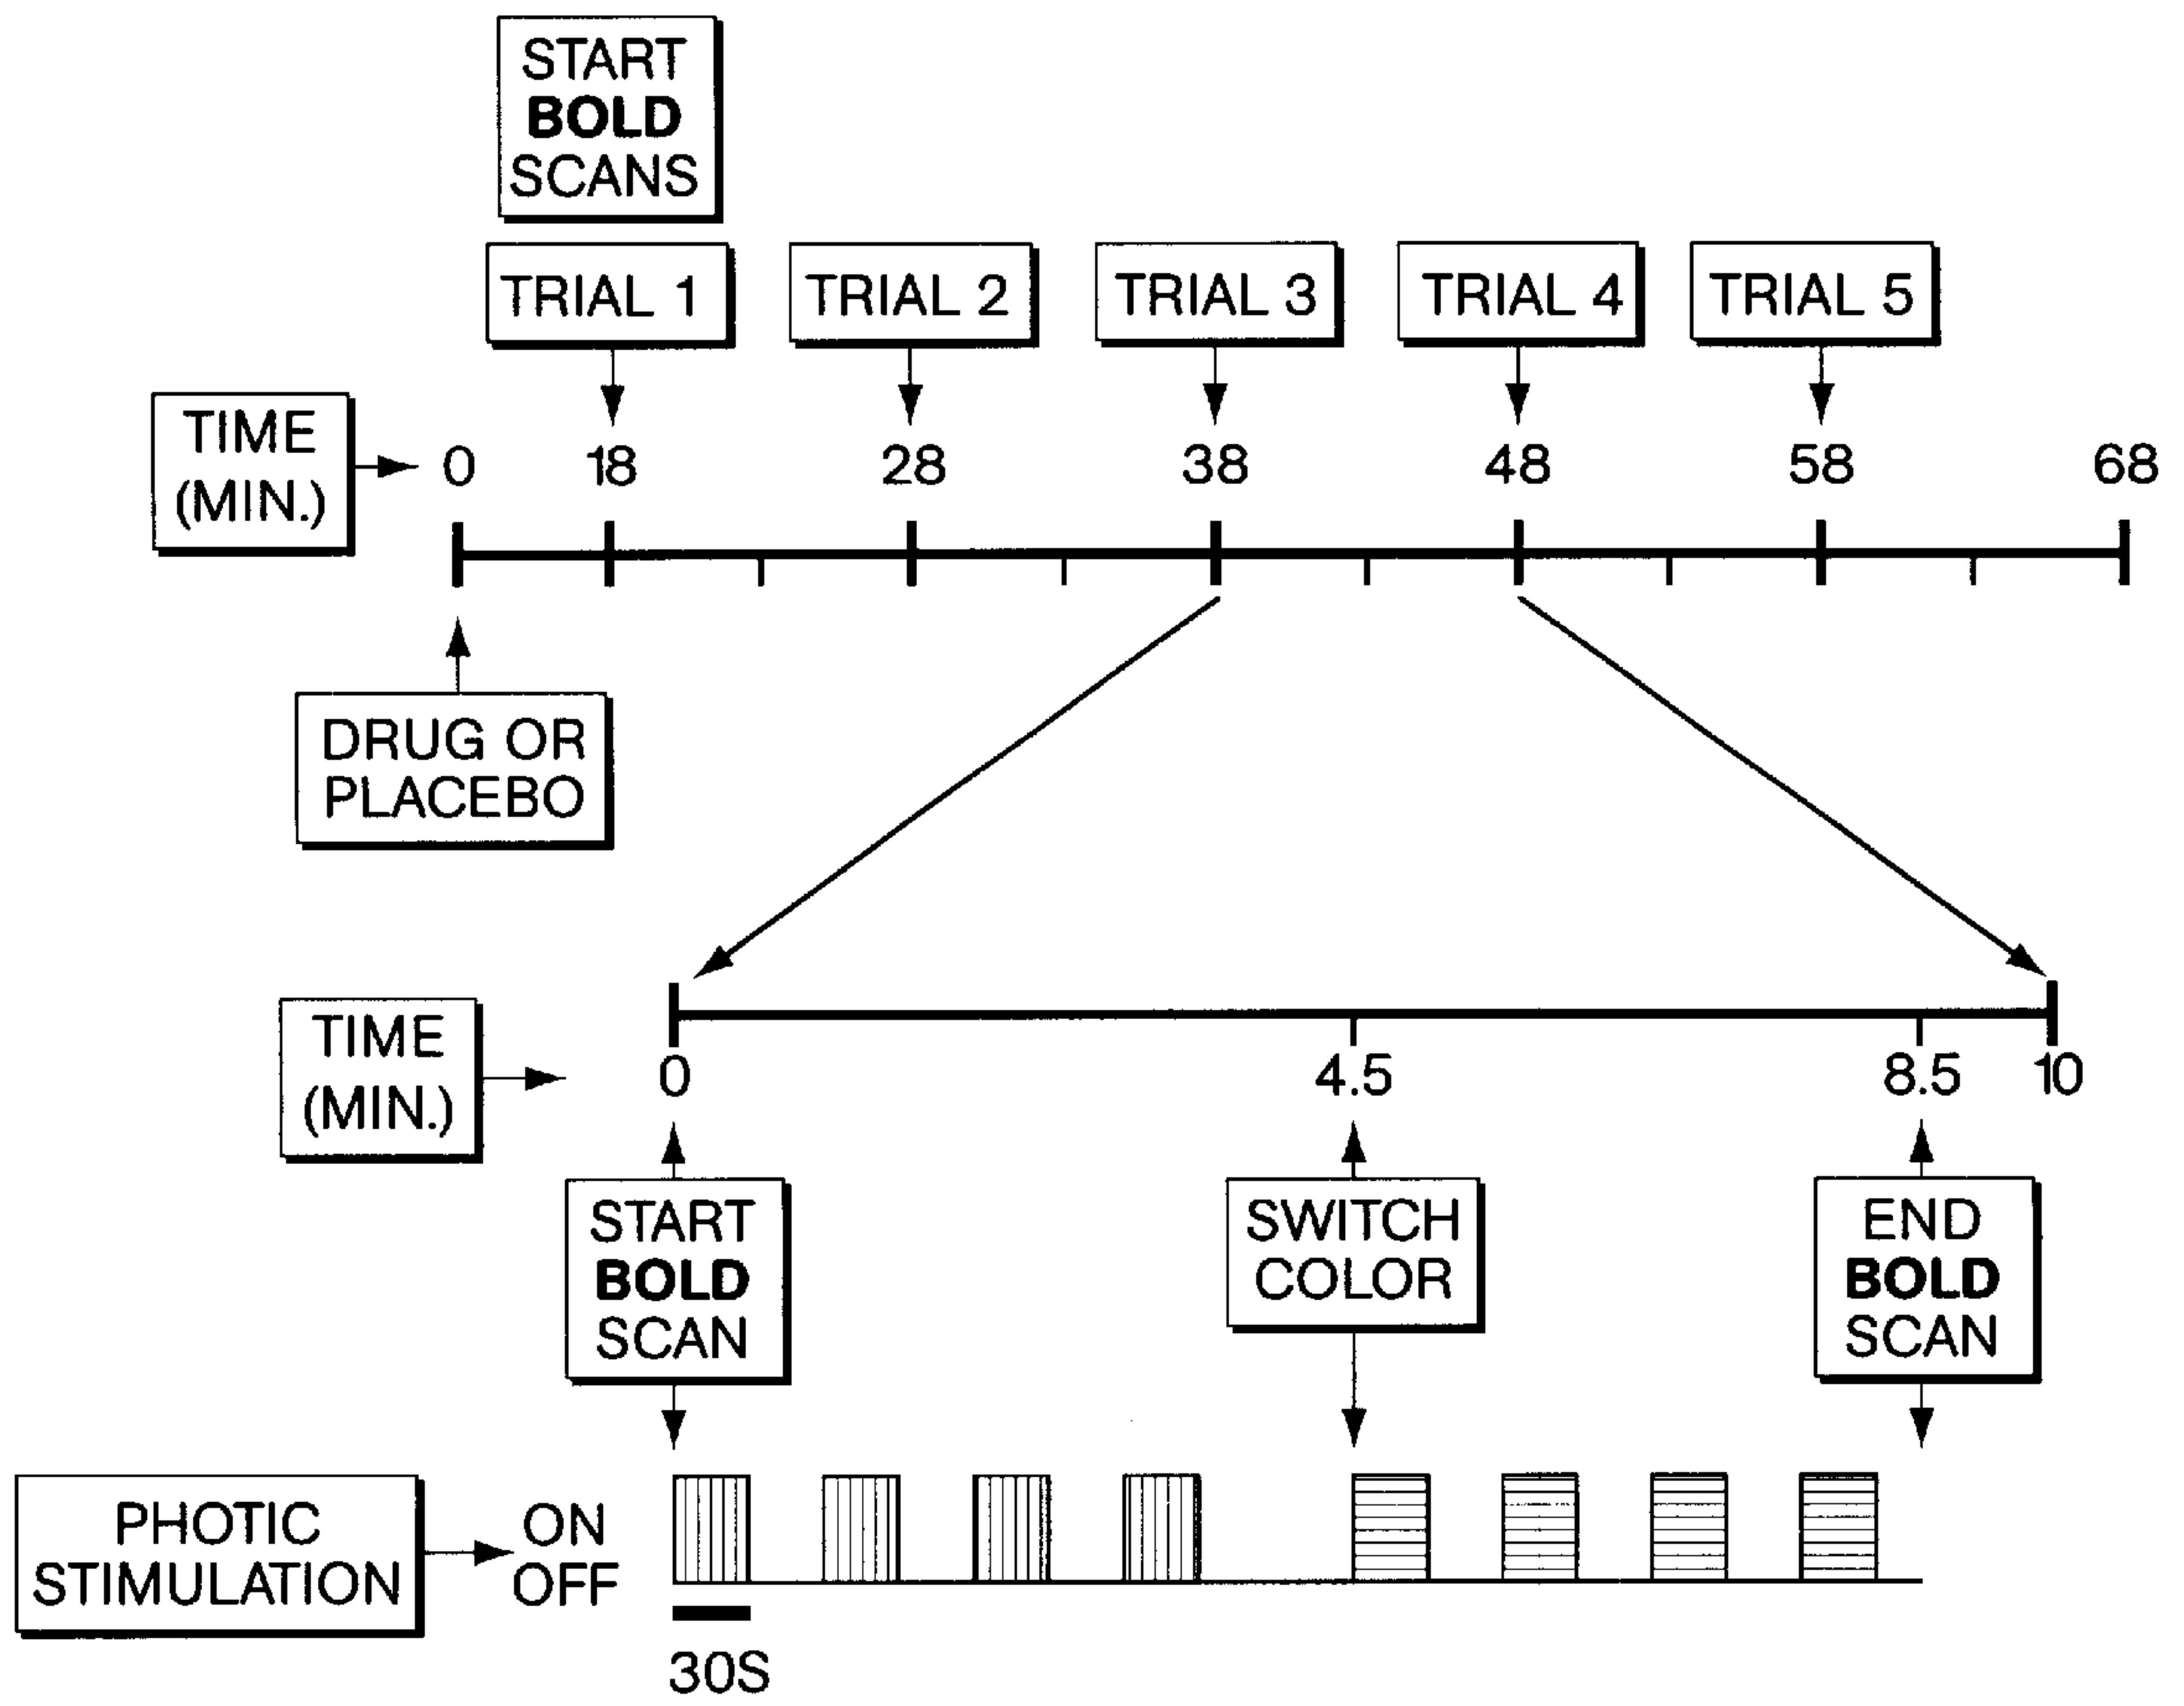 START
BOLD
SCANS
TRIAL 1
TRIAL 2
TRIAL 3
TRIAL 4
TRIAL 5
TIME
(MIN.)
0
18
28
38
48
58
68
DRUG OR
PLACEBO
TIME
(MIN.)
0
4.5
8.5
10
START
BOLD
SCAN
SWITCH
COLOR
END
BOLD
SCAN
PHOTIC
STIMULATION
ON
OFF
30S